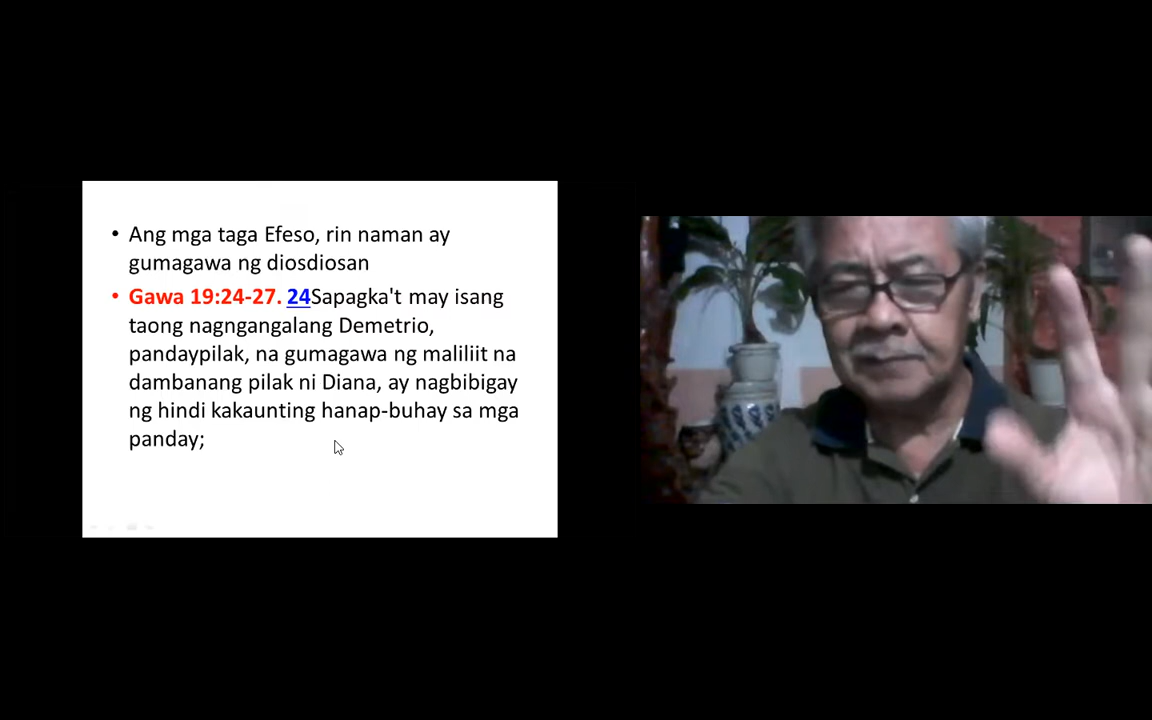 • Ang mga taga Efeso, rin naman ay
gumagawa ng diosdiosan
• Gawa 19:24-27. 24Sapagka't may isang
taong nagngangalang Demetrio,
pandaypilak, na gumagawa ng maliliit na
dambanang pilak ni Diana, ay nagbibigay
ng hindi kakaunting hanap-buhay sa mga
panday;